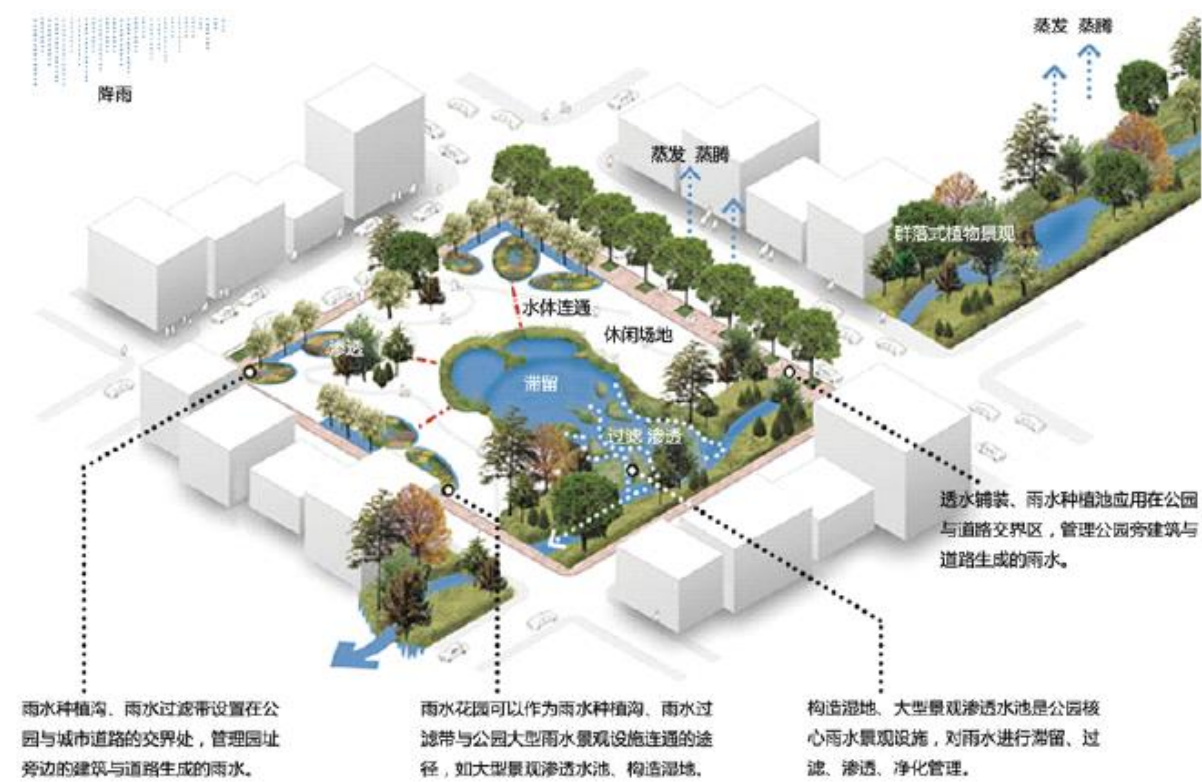 降雨
蒸发 蒸腾
蒸发 蒸腾
群落式植物景观
水体连通
休闲场地
渗透
滞留
过滤 渗透
透水铺装、雨水种植池应用在公园
与道路交界区，管理公园旁建筑与
道路生成的雨水。
雨水种植沟、雨水过滤带设置在公
园与城市道路的交界处，管理园址
旁边的建筑与道路生成的雨水。
雨水花园可以作为雨水种植沟、雨水过
滤带与公园大型雨水景观设施连通的途
径，如大型景观渗透水池、构造湿地。
构造湿地、大型景观渗透水池是公园核
心雨水景观设施，对雨水进行滞留、过
滤、渗透、净化管理。